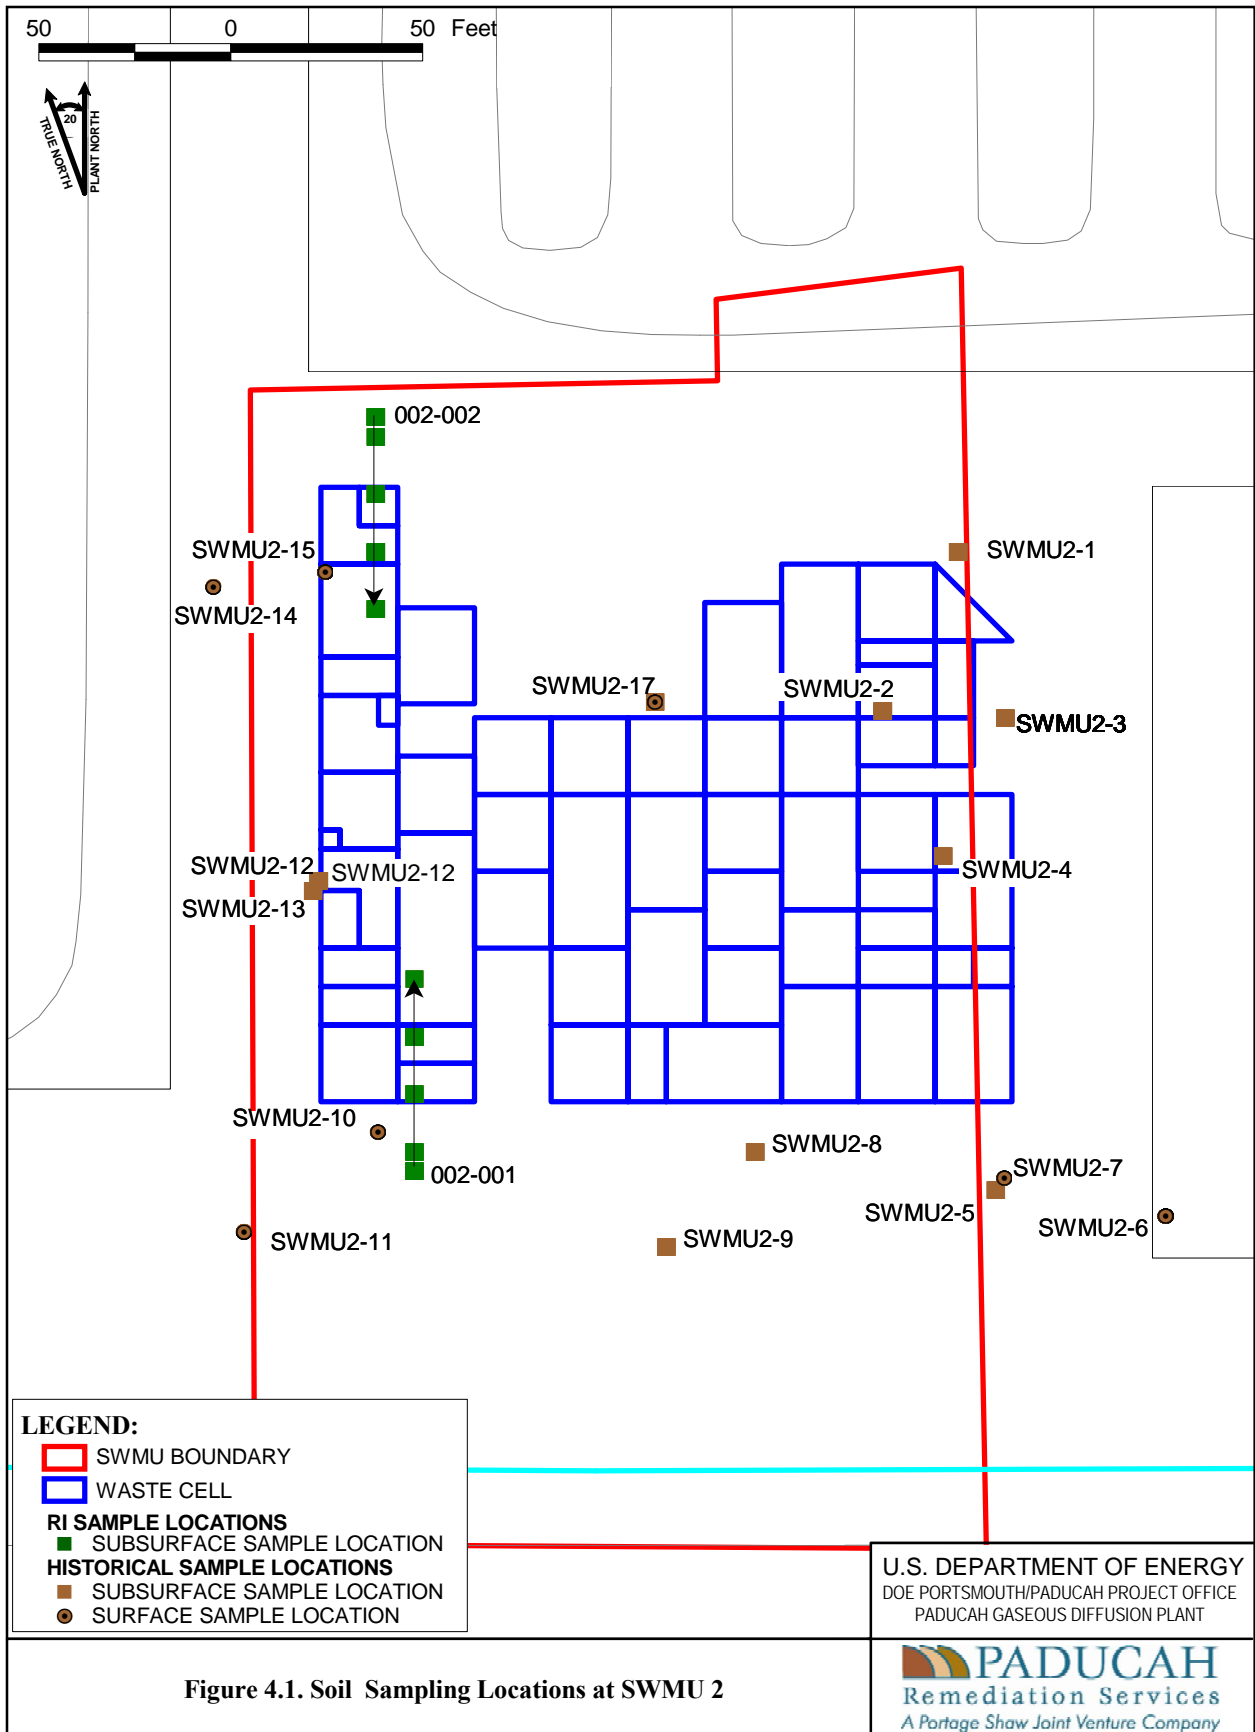 50 0 50 Feet
20
TRUE NORTH
PLANT NORTH
002-002
SWMU2-15
SWMU2-1
SWMU2-14
SWMU2-17
SWMU2-2
SWMU2-3
SWMU2-12
SWMU2-12
SWMU2-4
SWMU2-13
SWMU2-10
SWMU2-8
002-001
SWMU2-7
SWMU2-5
SWMU2-6
SWMU2-11
SWMU2-9
LEGEND:
SWMU BOUNDARY
WASTE CELL
RI SAMPLE LOCATIONS
SUBSURFACE SAMPLE LOCATION
HISTORICAL SAMPLE LOCATIONS
SUBSURFACE SAMPLE LOCATION
SURFACE SAMPLE LOCATION
U.S. DEPARTMENT OF ENERGY
DOE PORTSMOUTH/PADUCAH PROJECT OFFICE
PADUCAH GASEOUS DIFFUSION PLANT
Figure 4.1. Soil Sampling Locations at SWMU 2
PADUCAH
Remediation Services
A Portage Shaw Joint Venture Company